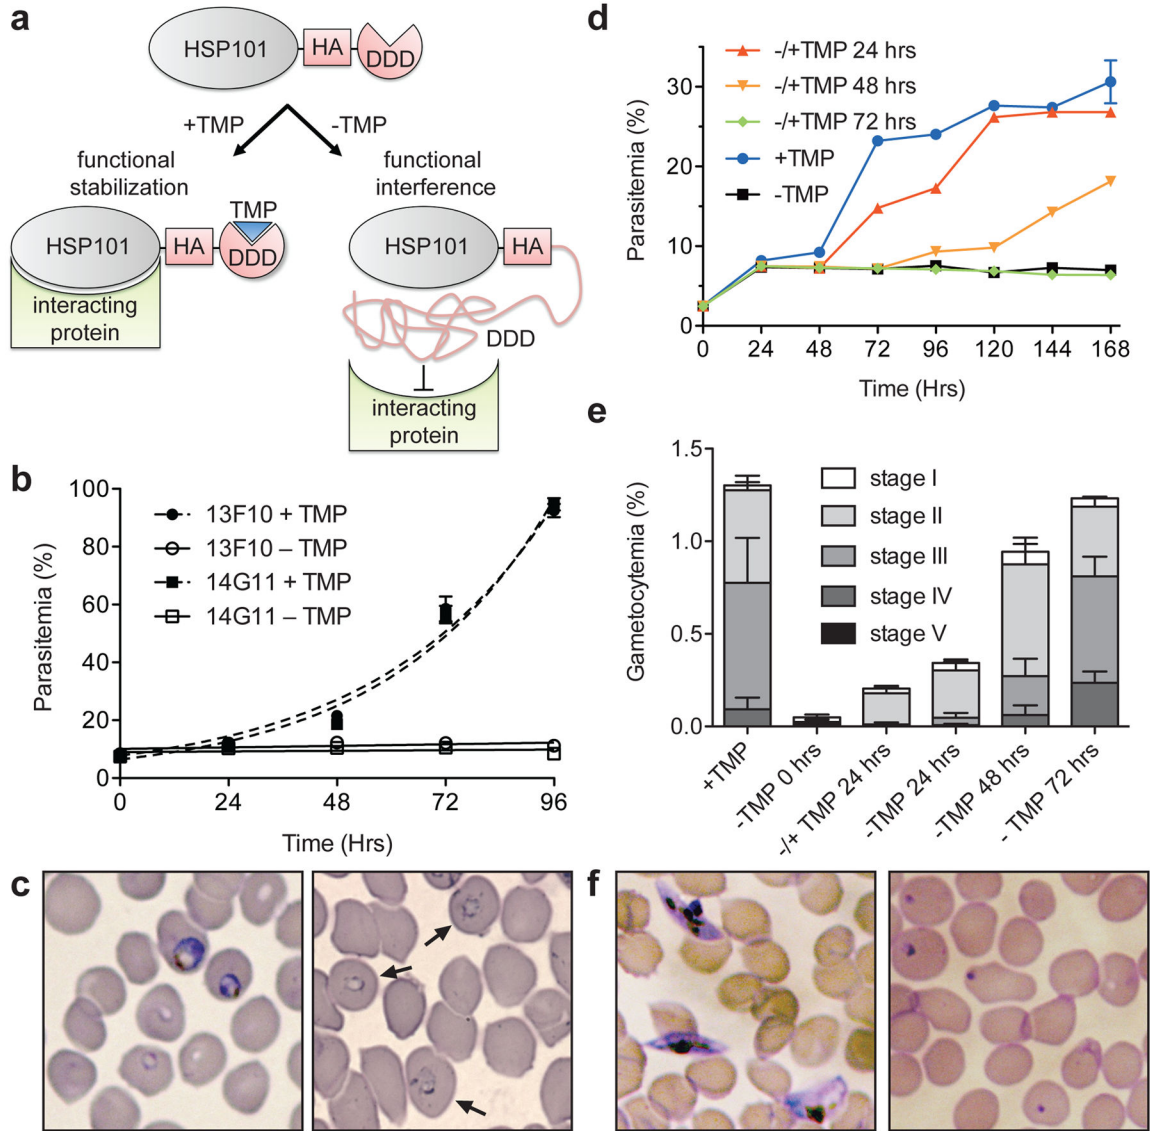 a
HSP101
HA
DDD
+TMP
-TMP
functional
stabilization
functional
interference
HSP101
HA
TMP
DDD
interacting
protein
HSP101
HA
DDD
interacting
protein
b
100
80
60
40
20
0
Parasitemia (%)
13F10 + TMP
13F10 – TMP
14G11 + TMP
14G11 – TMP
0
24
48
72
96
Time (Hrs)
c
d
-/+TMP 24 hrs
-/+TMP 48 hrs
-/+TMP 72 hrs
+TMP
-TMP
30
20
10
0
Parasitemia (%)
0
24
48
72
96
120
144
168
Time (Hrs)
e
1.5
1.0
0.5
0.0
Gametocytemia (%)
stage I
stage II
stage III
stage IV
stage V
+TMP
-TMP 0 hrs
-/+ TMP 24 hrs
-TMP 24 hrs
-TMP 48 hrs
- TMP 72 hrs
f